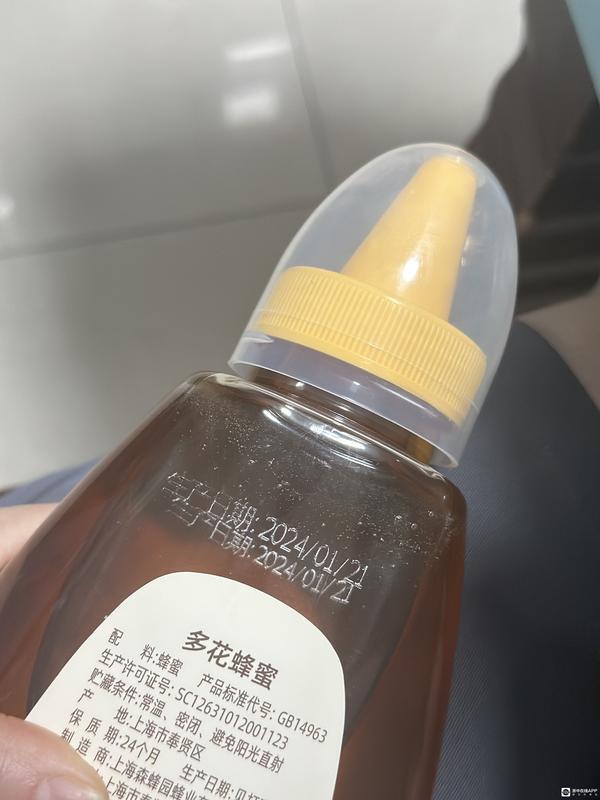 生产日期:2024/01/21
生产日期:2024/01/21
多花蜂蜜
配 料:蜂蜜 产品标准代号:GB14963
生产许可证号:SC12631012001123
贮藏条件:常温、密闭、避免阳光直射
产 地:上海市奉贤区
保 质 期:24个月 生产日期:见
制 造 商:上海森蜂园蜂业
上海市奉